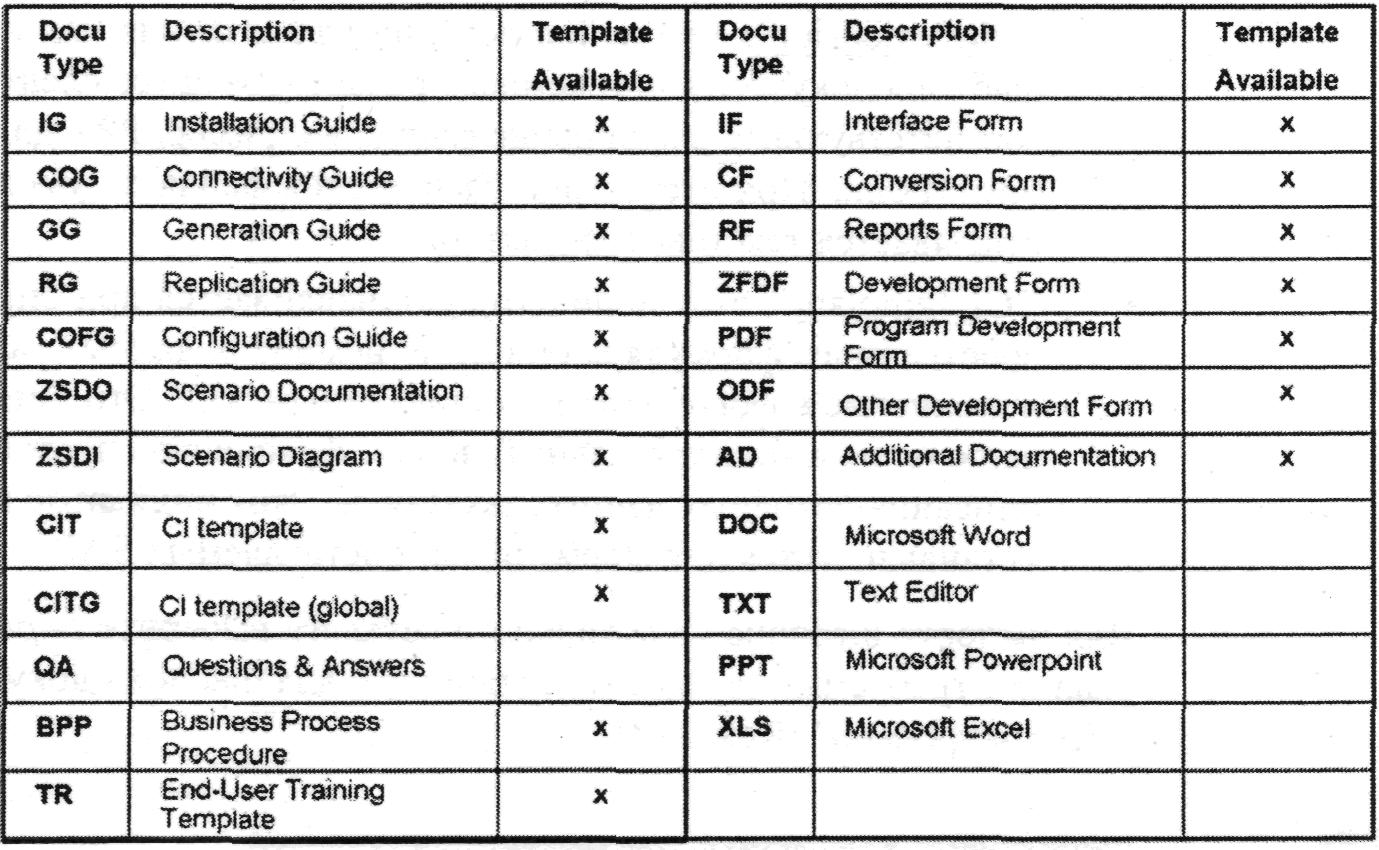 Docu Type | Description | Template Available | Docu Type | Description | Template Available
IG | Installation Guide | x | IF | Interface Form | x
COG | Connectivity Guide | x | CF | Conversion Form | x
GG | Generation Guide | x | RF | Reports Form | x
RG | Replication Guide | x | ZFDF | Development Form | x
COFG | Configuration Guide | x | PDF | Program Development Form | x
ZSDO | Scenario Documentation | x | ODF | Other Development Form | x
ZSDI | Scenario Diagram | x | AD | Additional Documentation | x
CIT | CI template | x | DOC | Microsoft Word |
CITG | CI template (global) | x | TXT | Text Editor |
QA | Questions & Answers | | PPT | Microsoft Powerpoint |
BPP | Business Process Procedure | x | XLS | Microsoft Excel |
TR | End-User Training Template | x | | |